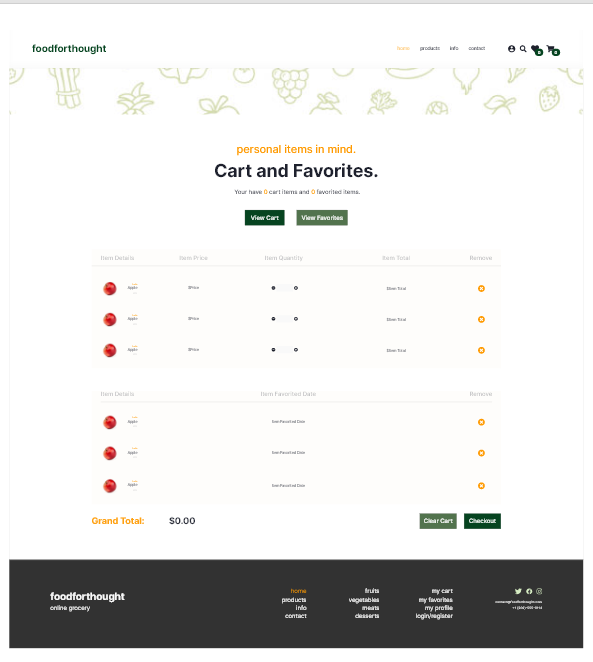 foodforthought
home products info contact
0 0
personal items in mind.
Cart and Favorites.
Your have 0 cart items and 0 favorited items.
View Cart View Favorites
Item Details Item Price Item Quantity Item Total Remove
Apple $Price $Item Total
Apple $Price $Item Total
Apple $Price $Item Total
Item Details Item Favorited Date Remove
Apple Item Favorited Date
Apple Item Favorited Date
Apple Item Favorited Date
Grand Total: $0.00 Clear Cart Checkout
foodforthought
online grocery
home fruits my cart
products vegetables my favorites
info meats my profile
contact desserts login/register